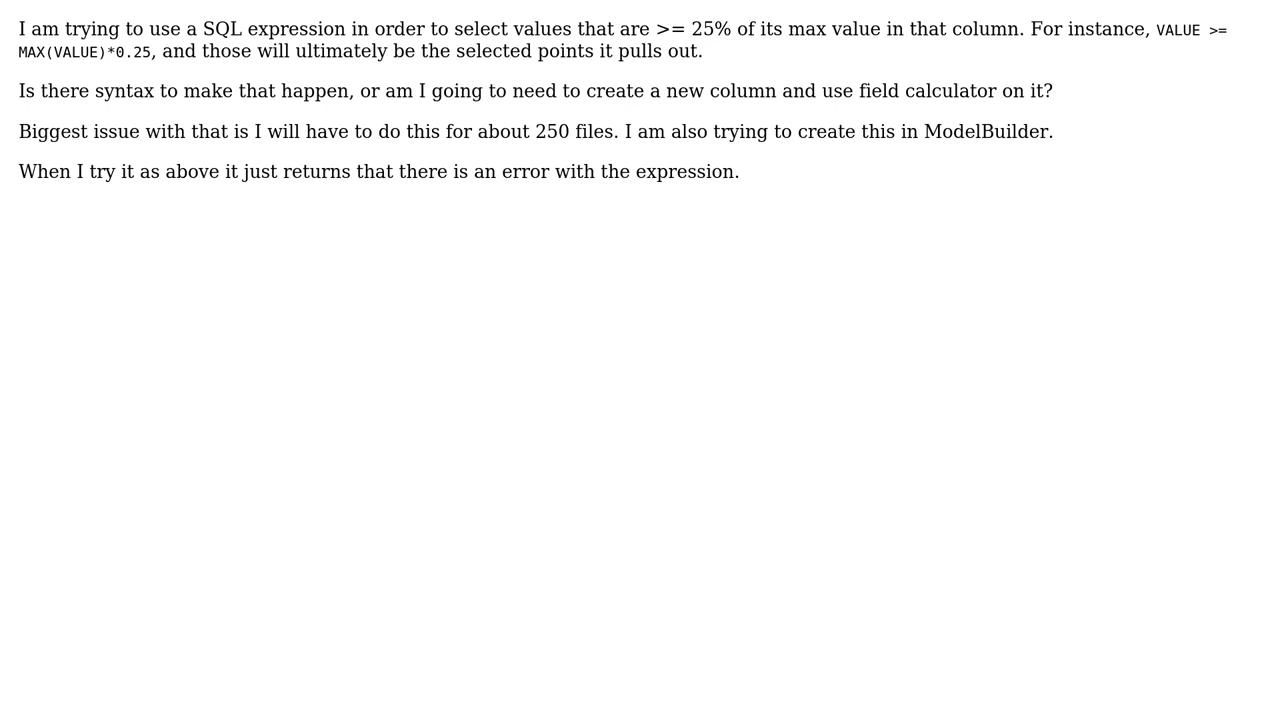 I am trying to use a SQL expression in order to select values that are >= 25% of its max value in that column. For instance, VALUE >=
MAX(VALUE)*0.25, and those will ultimately be the selected points it pulls out.
Is there syntax to make that happen, or am I going to need to create a new column and use field calculator on it?
Biggest issue with that is I will have to do this for about 250 files. I am also trying to create this in ModelBuilder.
When I try it as above it just returns that there is an error with the expression.